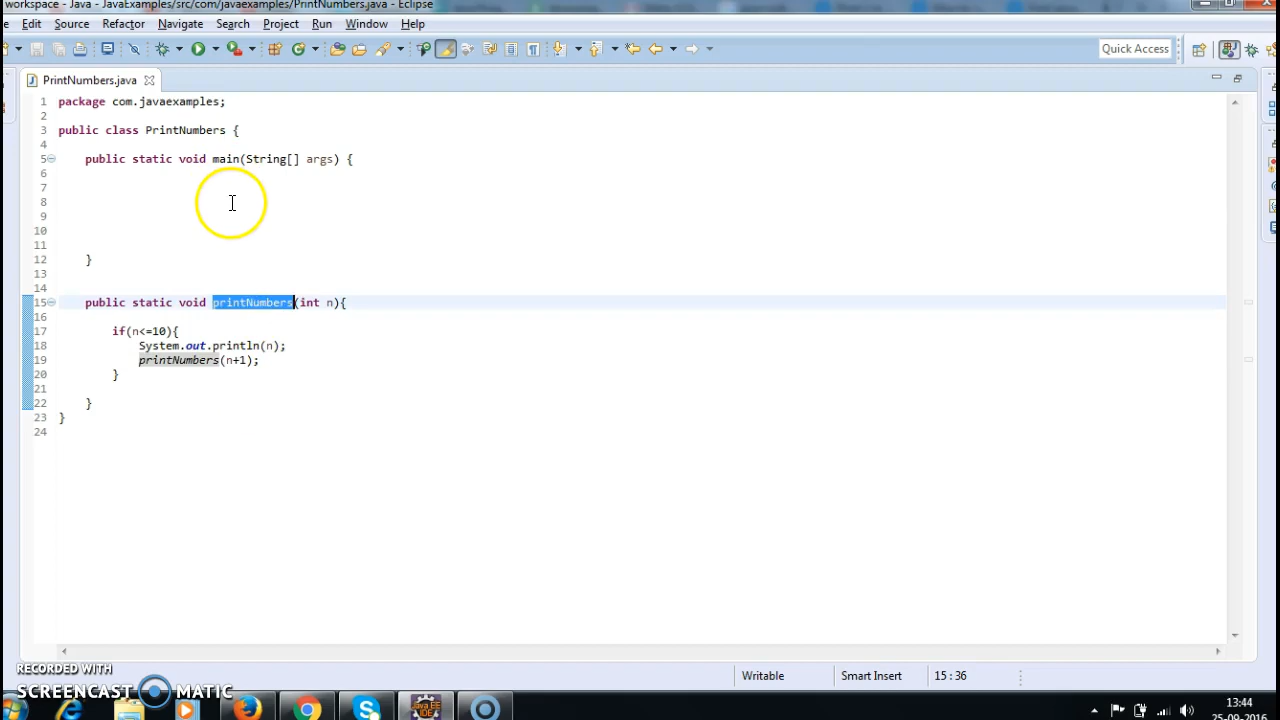 workspace - Java - JavaExamples/src/com/javaexamples/PrintNumbers.java - Eclipse
Edit Source Refactor Navigate Search Project Run Window Help
Quick Access
PrintNumbers.java
1 package com.javaexamples;
2
3 public class PrintNumbers {
4
5 public static void main(String[] args) {
6
7
8
9
10
11
12 }
13
14
15 public static void printNumbers(int n){
16
17 if(n<=10){
18 System.out.println(n);
19 printNumbers(n+1);
20 }
21
22 }
23 }
24
Writable Smart Insert 15 : 36
RECORDED WITH
SCREENCAST MATIC
Java EE
IDE
13:44
25-09-2016